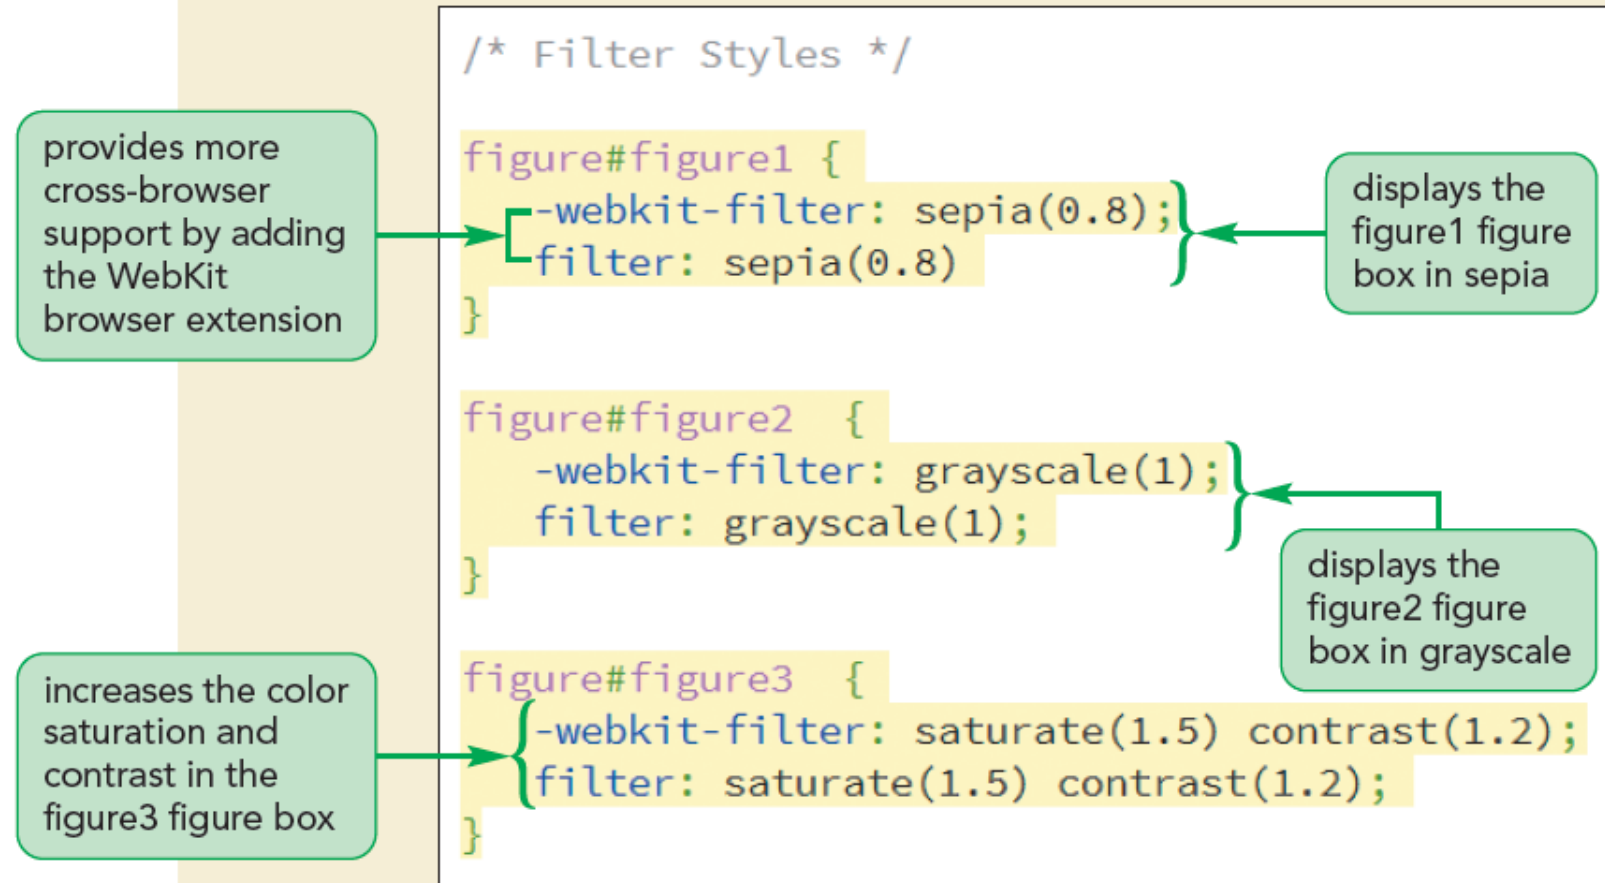 /* Filter Styles */
provides more
cross-browser
support by adding
the WebKit
browser extension
figure#figure1 {
-webkit-filter: sepia(0.8);
filter: sepia(0.8)
}
displays the
figure1 figure
box in sepia
figure#figure2  {
-webkit-filter: grayscale(1);
filter: grayscale(1);
}
displays the
figure2 figure
box in grayscale
increases the color
saturation and
contrast in the
figure3 figure box
figure#figure3  {
-webkit-filter: saturate(1.5) contrast(1.2);
filter: saturate(1.5) contrast(1.2);
}